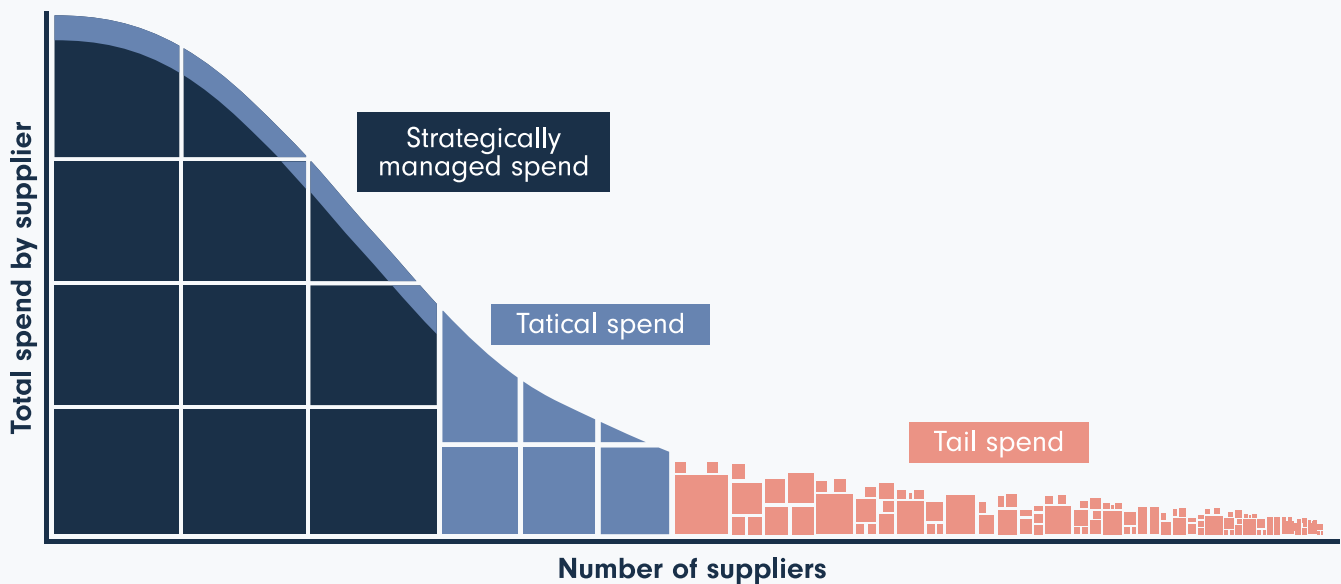 Total spend by supplier
Strategically
managed spend
Tatical spend
Tail spend
Number of suppliers